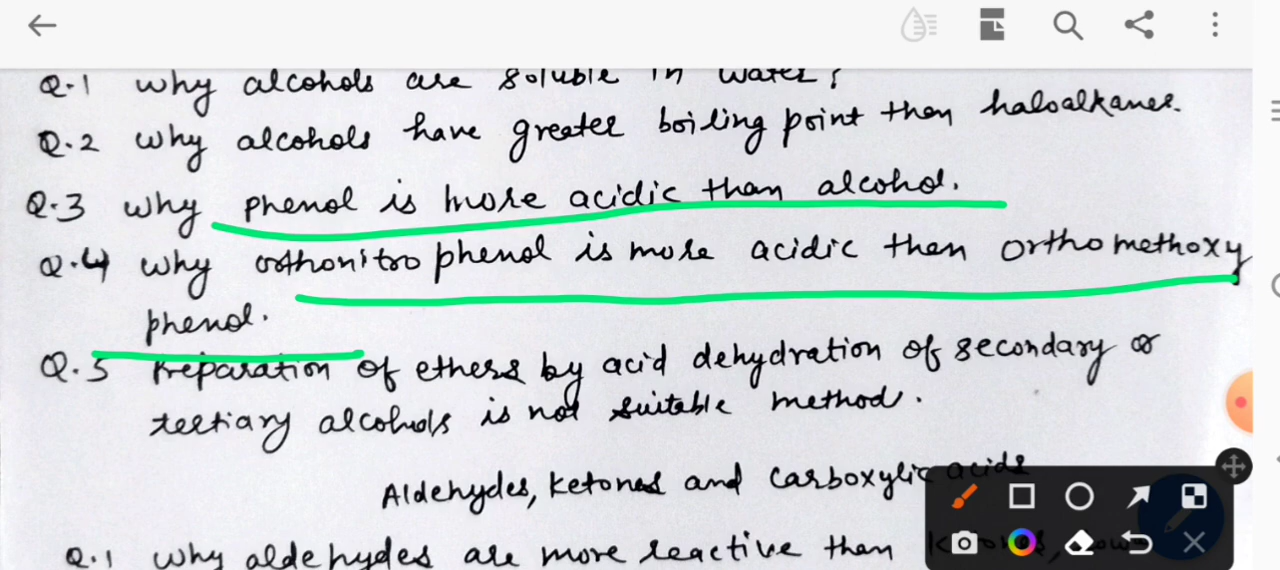 Q.1 why alcohols are soluble in water?
Q.2 why alcohols have greater boiling point then haloalkanes.
Q.3 why phenol is more acidic than alcohol.
Q.4 why orthonitrophenol is more acidic then orthomethoxy
phenol.
Q.5 Preparation of ethers by acid dehydration of secondary or
tertiary alcohols is not suitable method.
Aldehydes, Ketones and Carboxylic acids
Q.1 why aldehydes are more reactive than